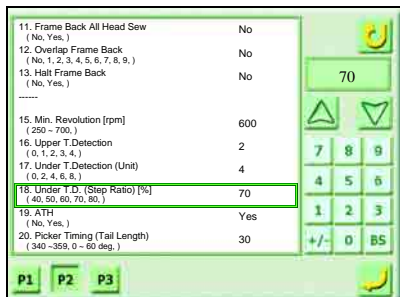 11. Frame Back All Head Sew No
( No, Yes, )
12. Overlap Frame Back No
( No, 1, 2, 3, 4, 5, 6, 7, 8, 9, )
13. Halt Frame Back No
( No, Yes, )
------
15. Min. Revolution [rpm] 600
( 250 ~ 700, )
16. Upper T.Detection 2
( 0, 1, 2, 3, 4, )
17. Under T.Detection (Unit) 4
( 0, 2, 4, 6, 8, )
18. Under T.D. (Step Ratio) [%] 70
( 40, 50, 60, 70, 80, )
19. ATH Yes
( No, Yes, )
20. Picker Timing (Tail Length) 30
( 340 ~359, 0 ~ 60 deg, )
70
7 8 9
4 5 6
1 2 3
+/- 0 BS
P1 P2 P3